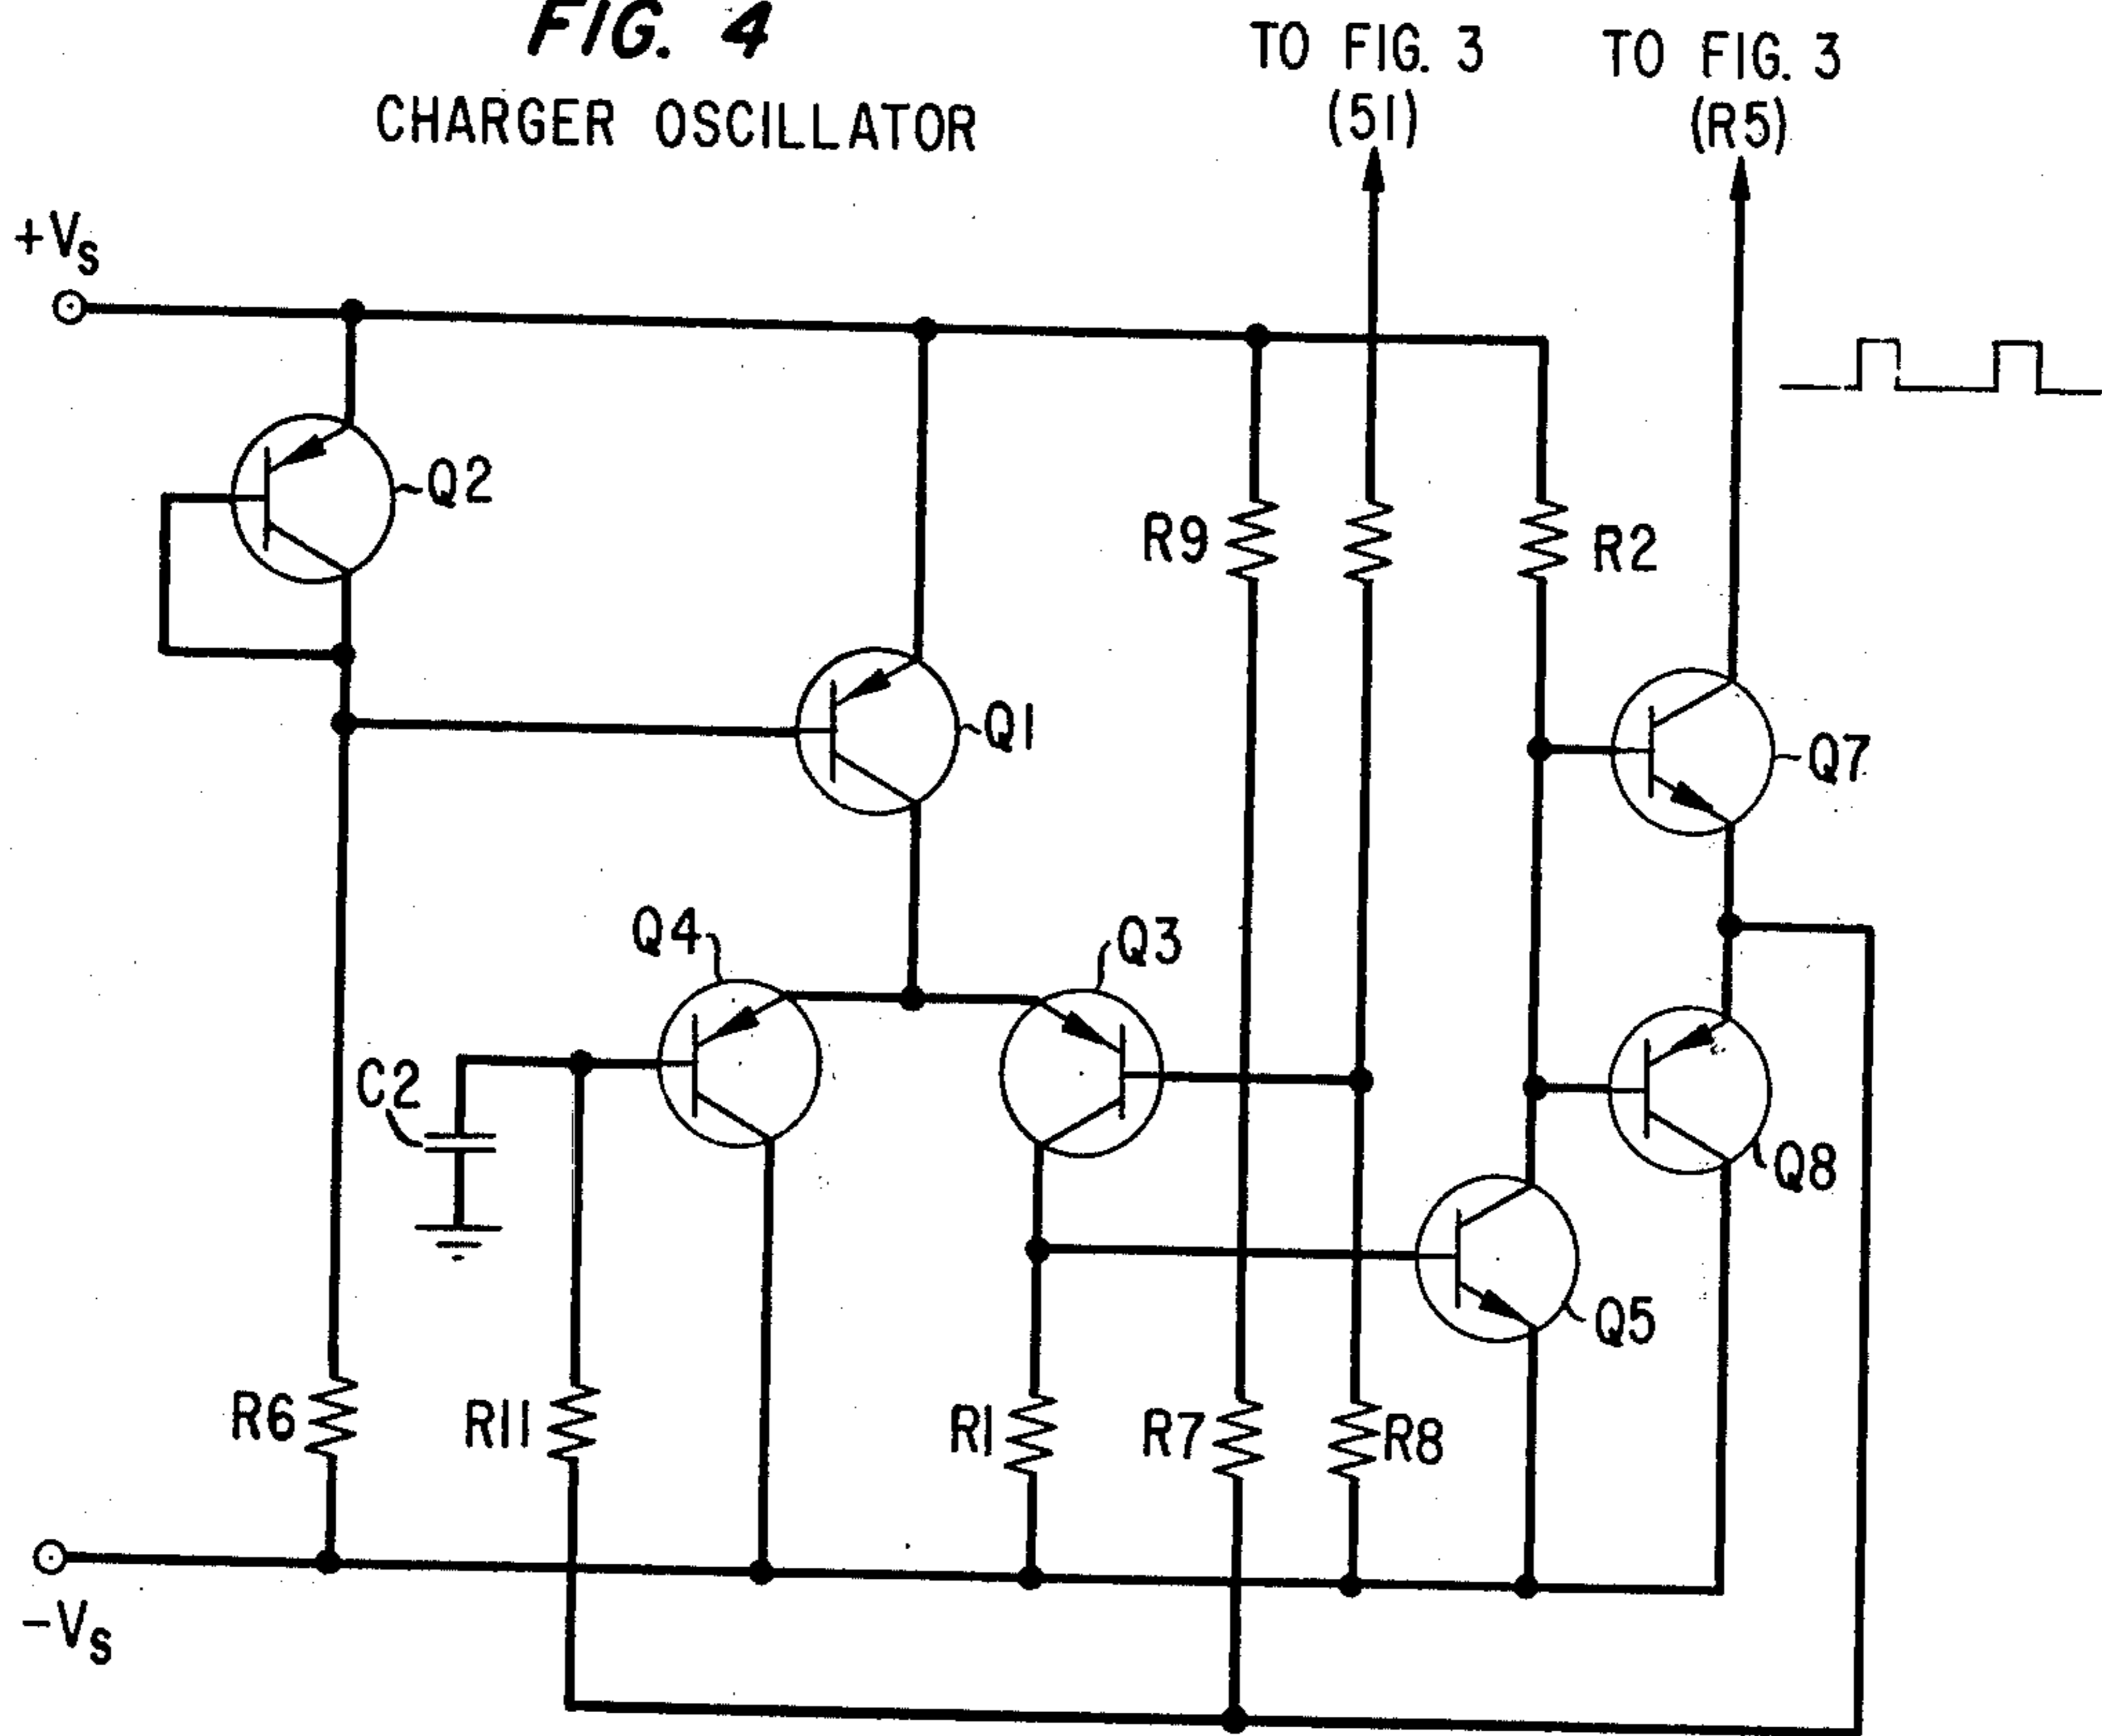 FIG. 4
CHARGER OSCILLATOR
TO FIG. 3
(51)
TO FIG. 3
(R5)
+VS
Q2
R9
R2
Q1
Q7
Q4
Q3
C2
Q8
Q5
R6
R11
R1
R7
R8
-VS